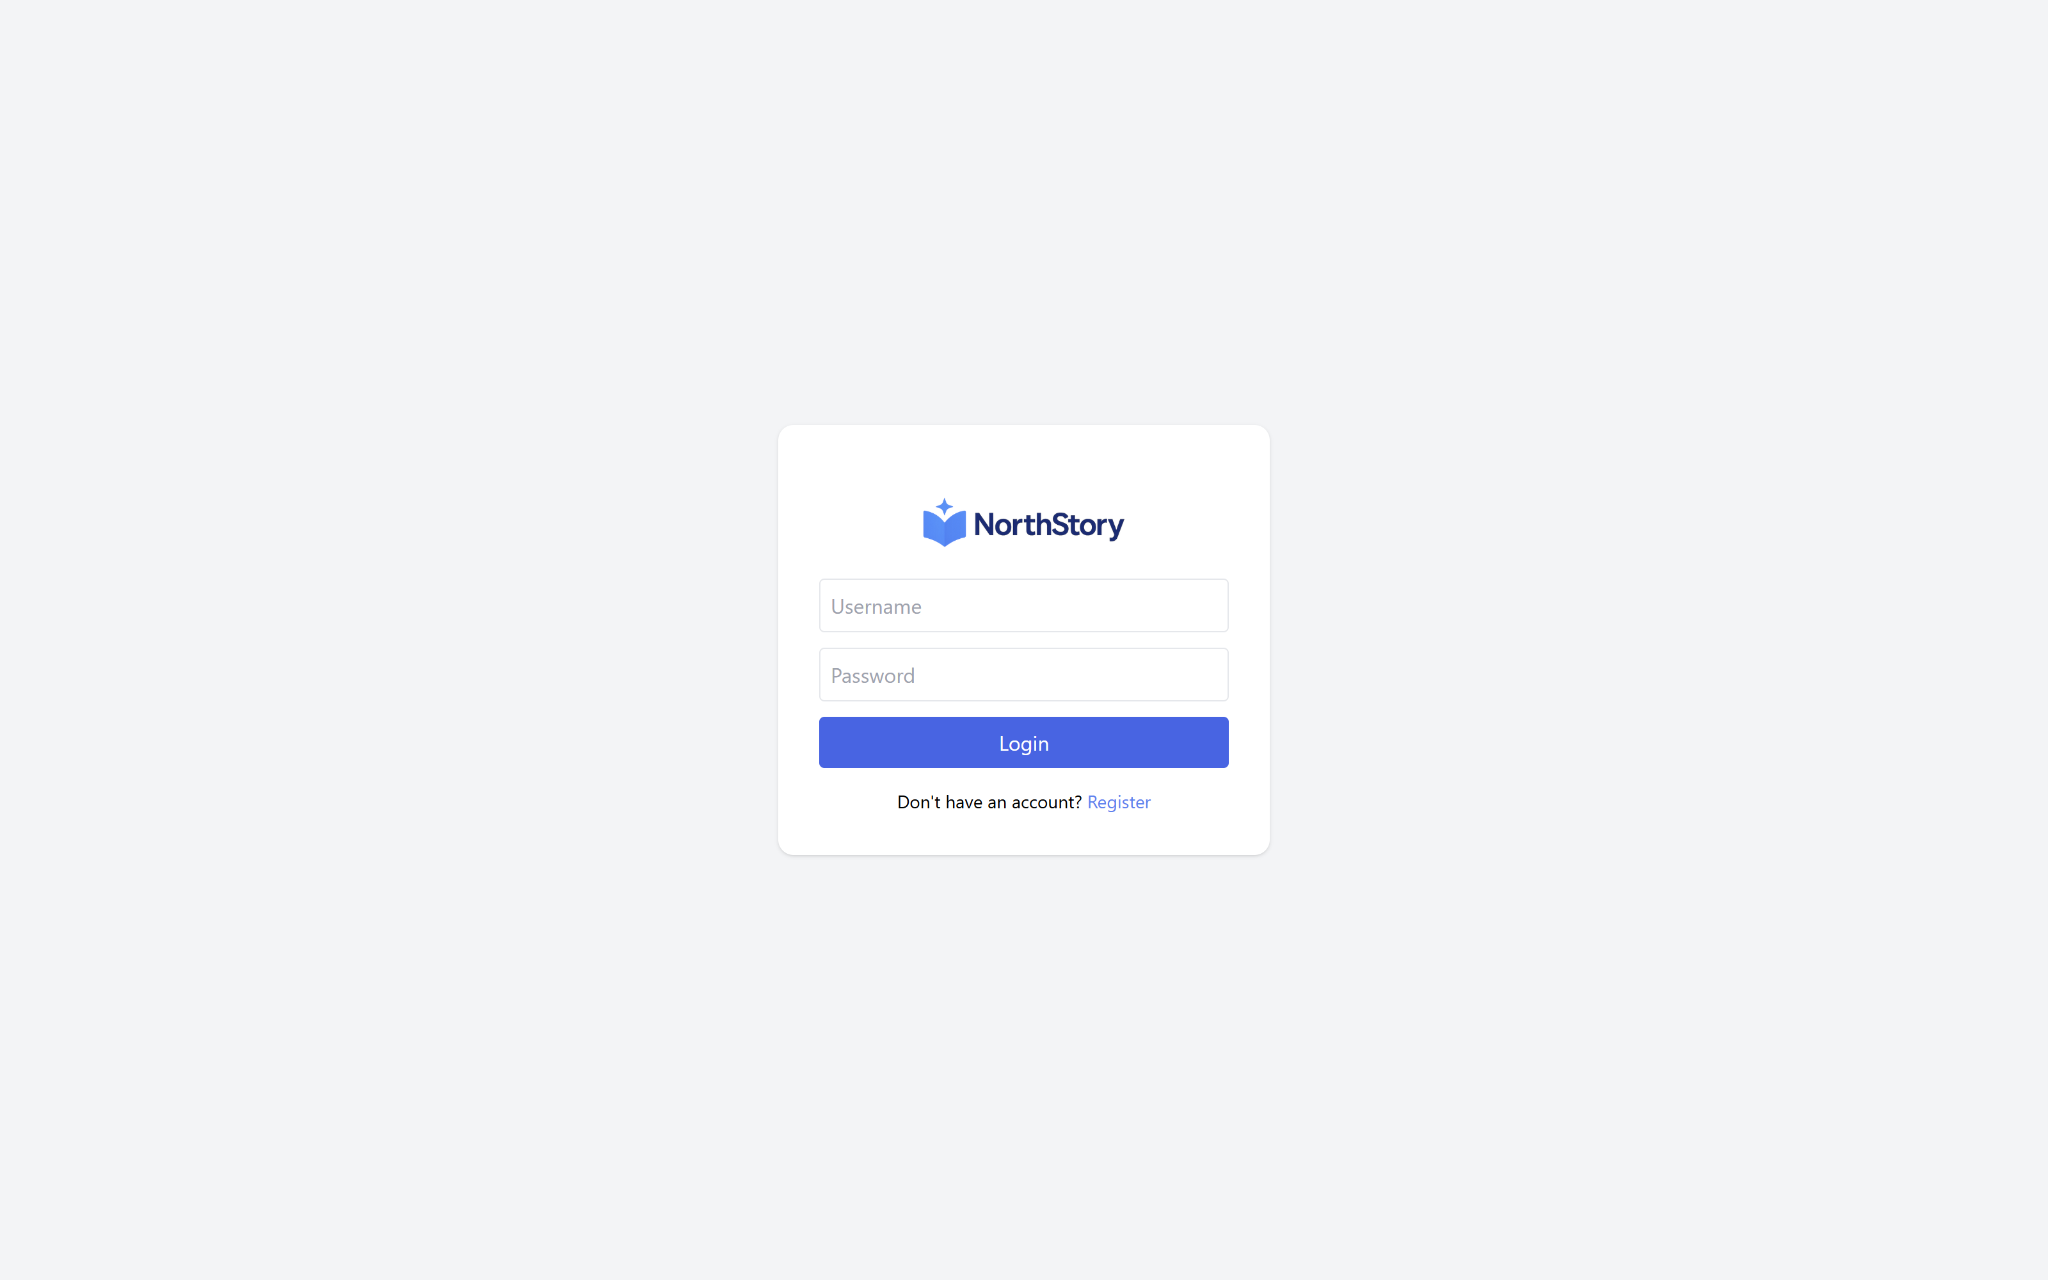 NorthStory
Username
Password
Login
Don't have an account? Register